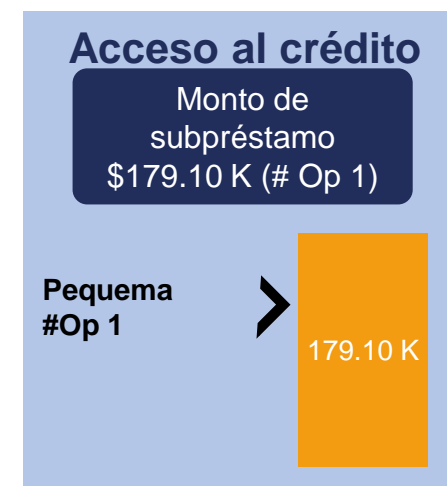 Acceso al crédito
Monto de
subpréstamo
$179.10 K (# Op 1)
Pequema
#Op 1
179.10 K